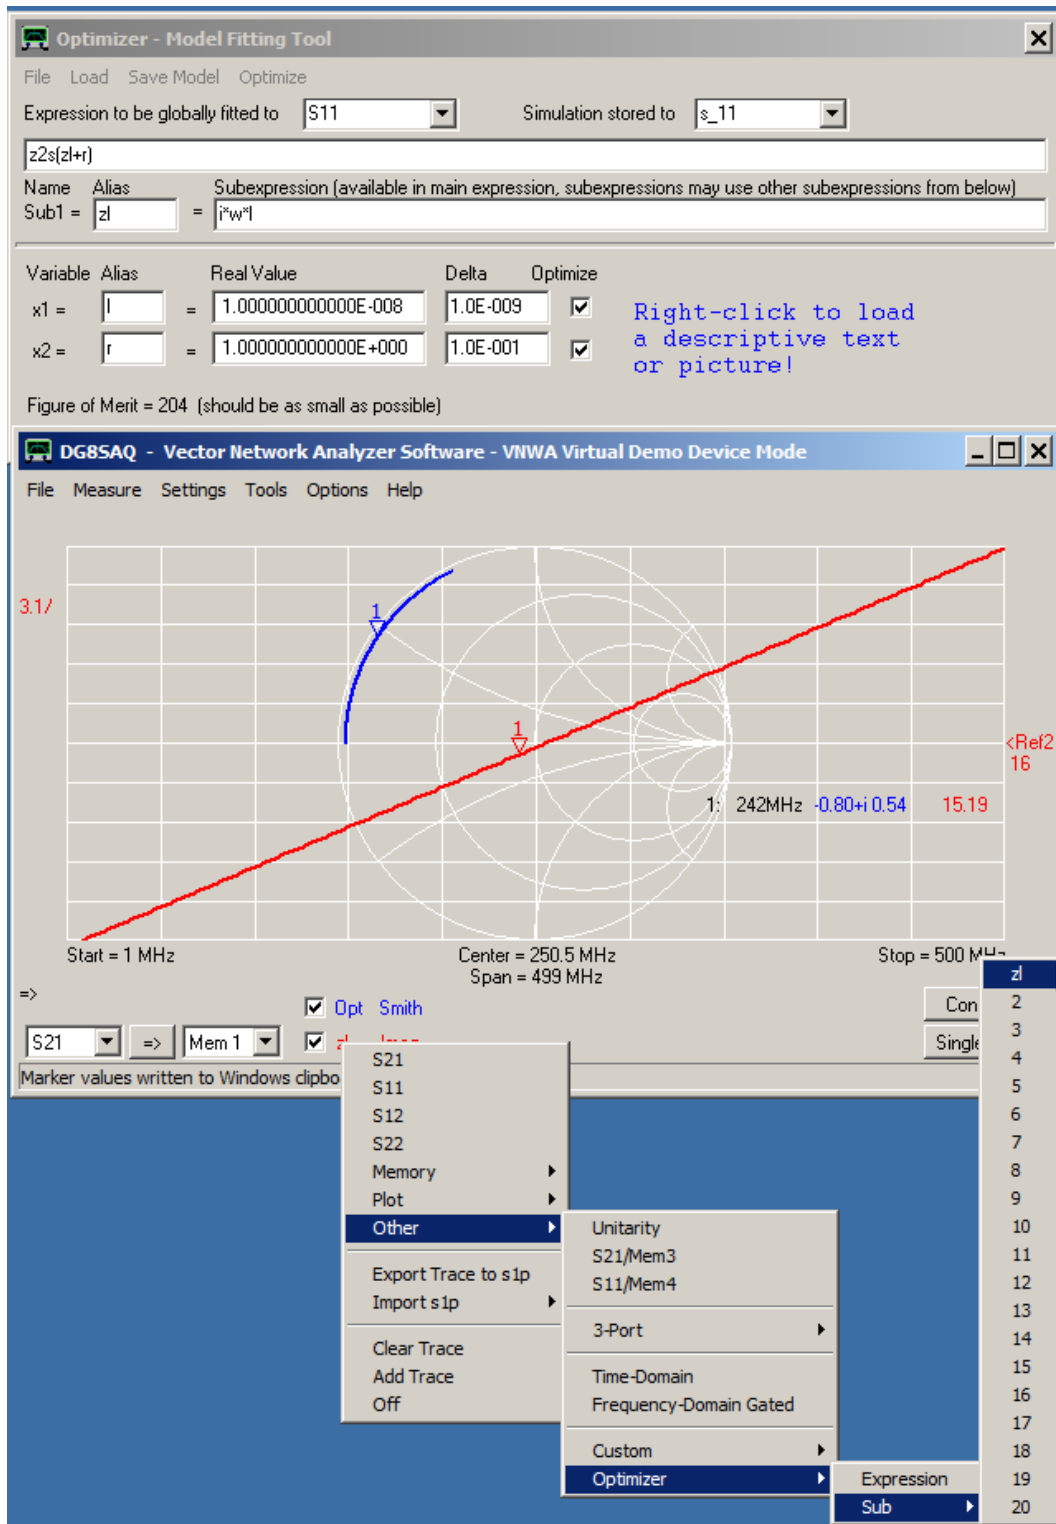 Optimizer - Model Fitting Tool
File Load Save Model Optimize
Expression to be globally fitted to S11 Simulation stored to s_11
z2s(zl+r)
Name Alias Subexpression (available in main expression, subexpressions may use other subexpressions from below)
Sub1 = zl = i*w*l
Variable Alias Real Value Delta Optimize
x1 = l = 1.000000000000E-008 1.0E-009
x2 = r = 1.000000000000E+000 1.0E-001
Right-click to load
a descriptive text
or picture!
Figure of Merit = 204 (should be as small as possible)
DG8SAQ - Vector Network Analyzer Software - VNWA Virtual Demo Device Mode
File Measure Settings Tools Options Help
3.1/
1
1
<Ref2
16
1: 242MHz -0.80+i 0.54 15.19
Start = 1 MHz Center = 250.5 MHz Stop = 500 MHz
Span = 499 MHz
=>
Opt Smith
Con
S21 => Mem 1
Single
Marker values written to Windows clipbo
S21
S11
S12
S22
Memory
Plot
Other
Export Trace to s1p
Import s1p
Clear Trace
Add Trace
Off
Unitarity
S21/Mem3
S11/Mem4
3-Port
Time-Domain
Frequency-Domain Gated
Custom
Optimizer
Expression
Sub
zl
2
3
4
5
6
7
8
9
10
11
12
13
14
15
16
17
18
19
20